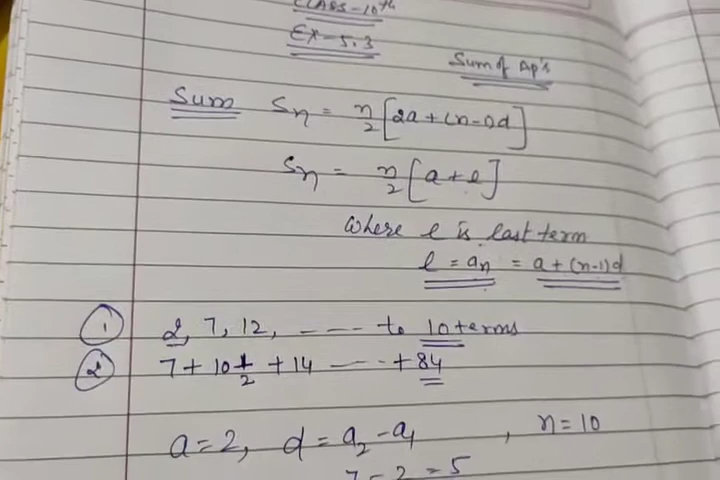 CLASS-10th
Ex-5.3
Sum of Ap's
Sum Sn = n/2 [2a + (n-1)d]
Sn = n/2 [a + l]
Where l is last term
l = an = a + (n-1)d
1 2, 7, 12, ---- to 10 terms
2 7 + 10 1/2 + 14 ---- + 84
a = 2, d = a2 - a1, n = 10
7 - 2 = 5